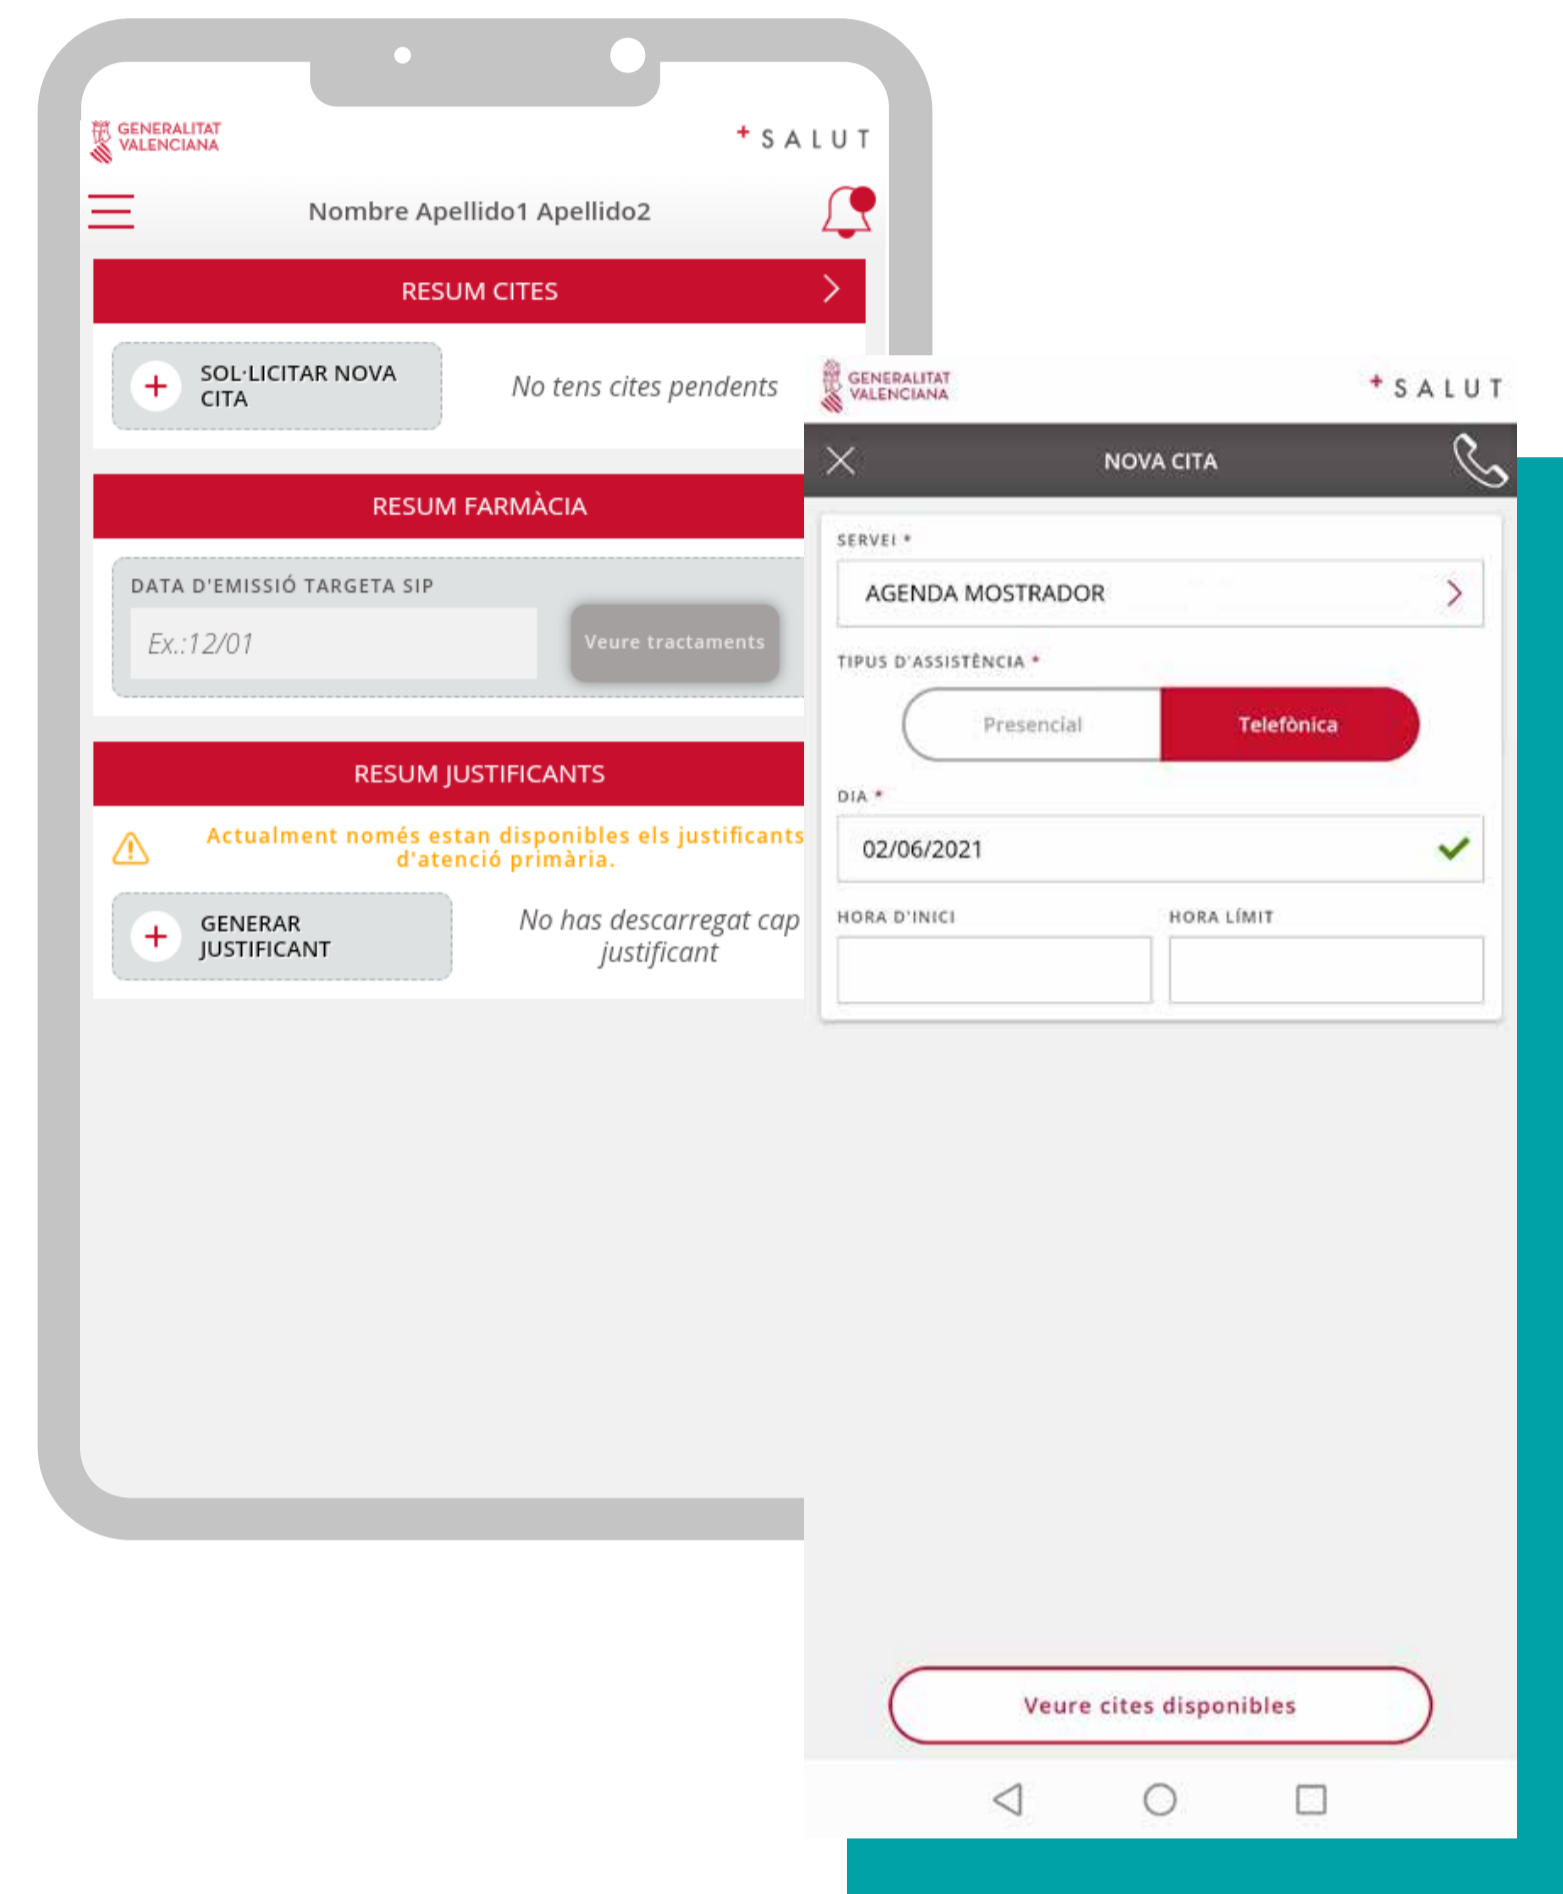 GENERALITAT
VALENCIANA
+ SALUT
Nombre Apellido1 Apellido2
RESUM CITES
SOL·LICITAR NOVA
CITA
No tens cites pendents
RESUM FARMÀCIA
DATA D'EMISSIÓ TARGETA SIP
Ex.:12/01
Veure tractaments
RESUM JUSTIFICANTS
Actualment només estan disponibles els justificants
d'atenció primària.
GENERAR
JUSTIFICANT
No has descarregat cap
justificant
GENERALITAT
VALENCIANA
+ SALUT
NOVA CITA
SERVEI *
AGENDA MOSTRADOR
TIPUS D'ASSISTÈNCIA *
Presencial
Telefònica
DIA *
02/06/2021
HORA D'INICI
HORA LÍMIT
Veure cites disponibles